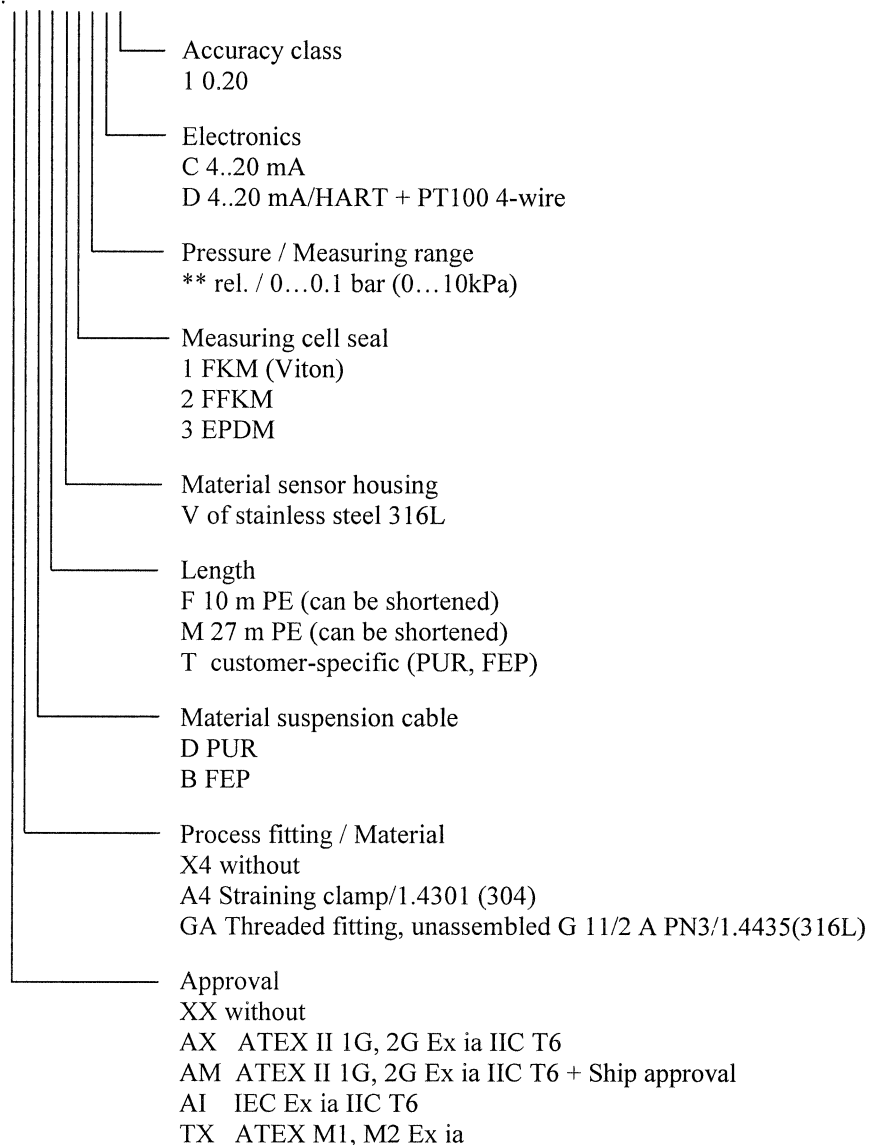 Accuracy class
1 0.20
Electronics
C 4..20 mA
D 4..20 mA/HART + PT100 4-wire
Pressure / Measuring range
** rel. / 0…0.1 bar (0…10kPa)
Measuring cell seal
1 FKM (Viton)
2 FFKM
3 EPDM
Material sensor housing
V of stainless steel 316L
Length
F 10 m PE (can be shortened)
M 27 m PE (can be shortened)
T customer-specific (PUR, FEP)
Material suspension cable
D PUR
B FEP
Process fitting / Material
X4 without
A4 Straining clamp/1.4301 (304)
GA Threaded fitting, unassembled G 11/2 A PN3/1.4435(316L)
Approval
XX without
AX ATEX II 1G, 2G Ex ia IIC T6
AM ATEX II 1G, 2G Ex ia IIC T6 + Ship approval
AI IEC Ex ia IIC T6
TX ATEX M1, M2 Ex ia